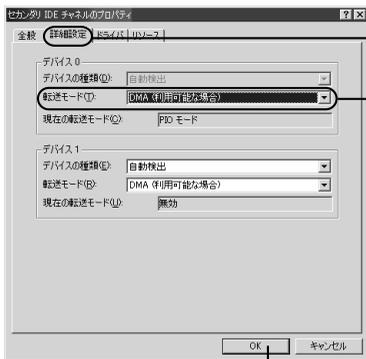 セカンダリ IDE チャネルのプロパティ
全般 詳細設定 ドライバ リソース
デバイス 0
デバイスの種類(D): 自動検出
転送モード(T): DMA (利用可能な場合)
現在の転送モード(C): PIO モード
デバイス 1
デバイスの種類(E): 自動検出
転送モード(R): DMA (利用可能な場合)
現在の転送モード(U): 無効
OK キャンセル